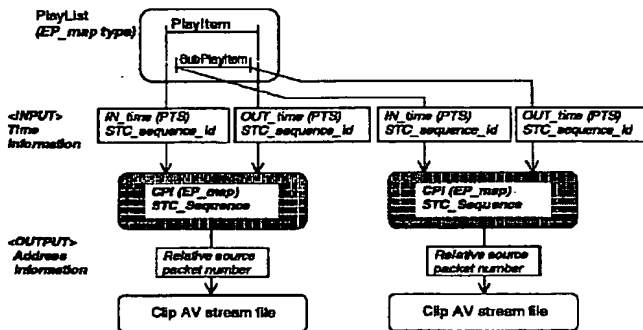 PlayList
(EP_map type)
PlayItem
SubPlayItem
<INPUT>
Time
Information
IN_time (PTS)
STC_sequence_id
OUT_time (PTS)
STC_sequence_id
IN_time (PTS)
STC_sequence_id
OUT_time (PTS)
STC_sequence_id
CPI (EP_map)
STC_Sequence
CPI (EP_map)
STC_Sequence
<OUTPUT>
Address
Information
Relative source
packet number
Relative source
packet number
Clip AV stream file
Clip AV stream file